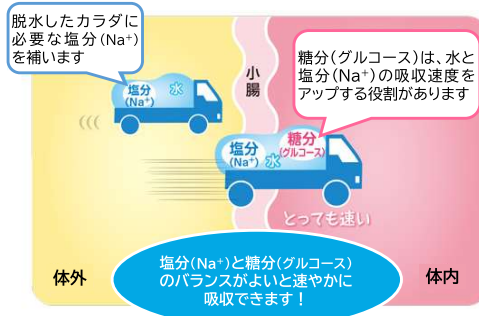 脱水したカラダに
必要な塩分(Na⁺)
を補います
塩分
(Na⁺)
水
小腸
糖分(グルコース)は、水と
塩分(Na⁺)の吸収速度を
アップする役割があります
塩分
(Na⁺)
水
糖分
(グルコース)
とっても速い
体外
塩分(Na⁺)と糖分(グルコース)
のバランスがよいと速やかに
吸収できます！
体内